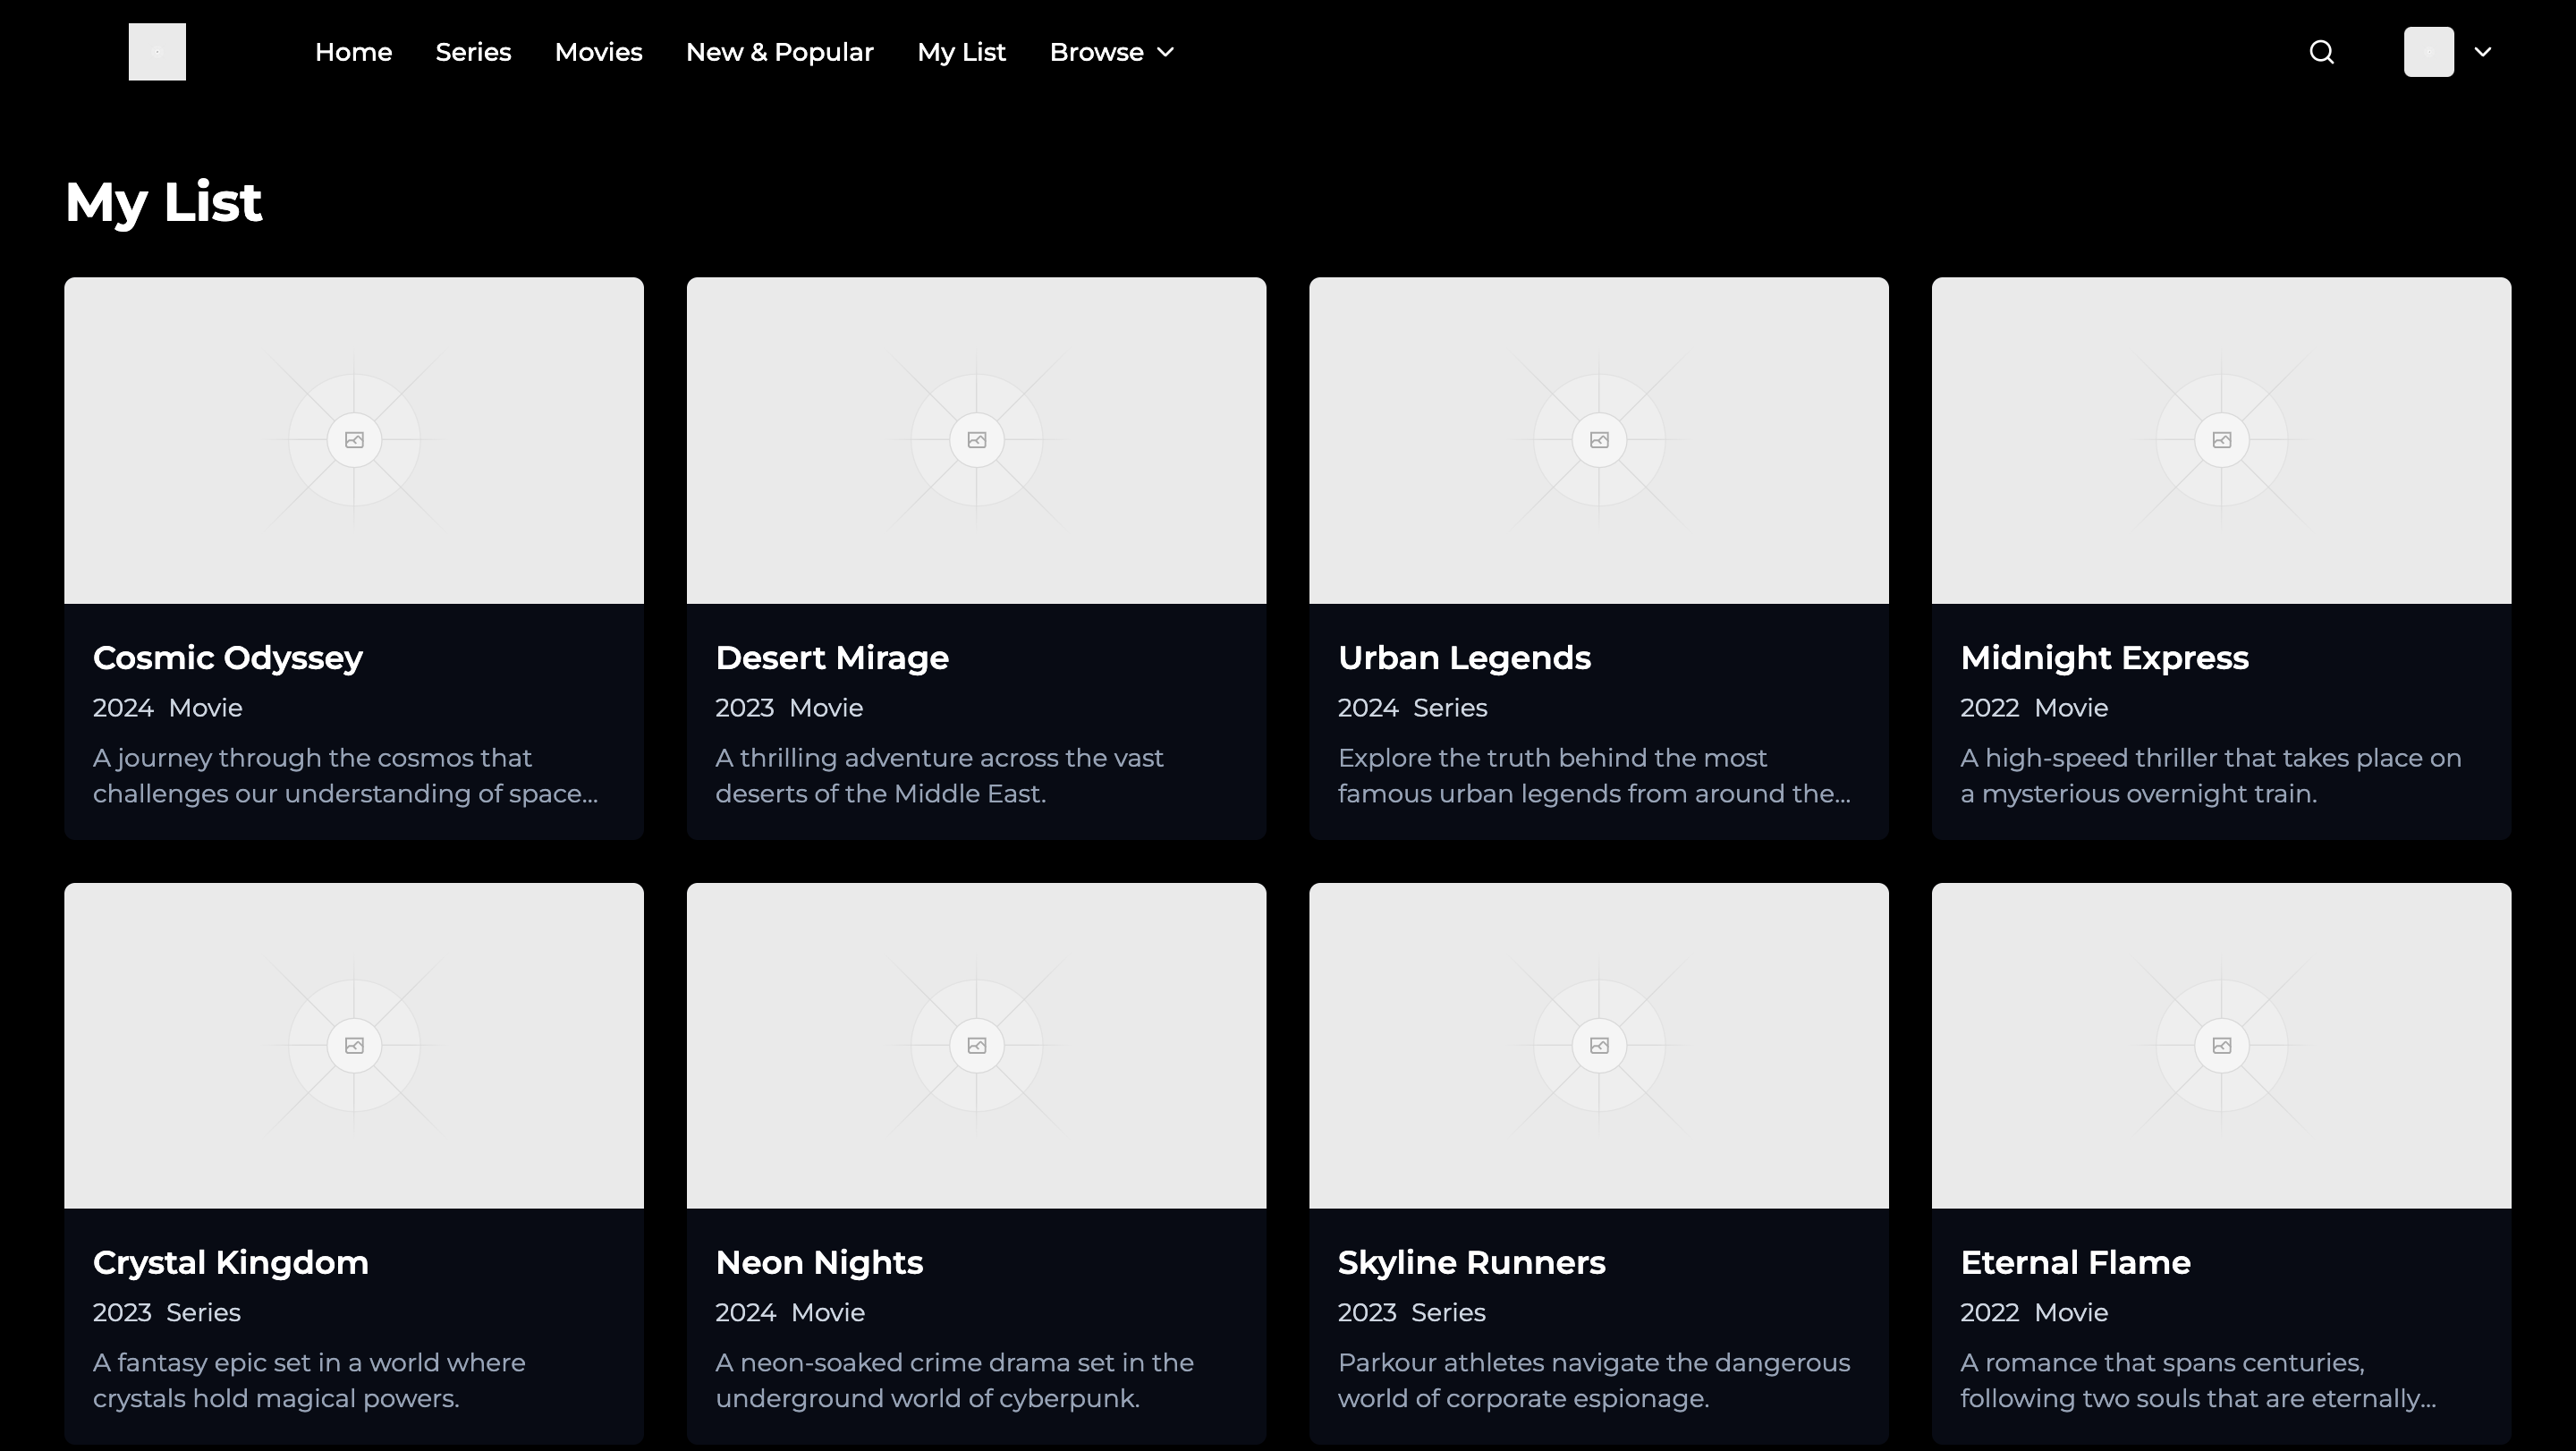 Home Series Movies New & Popular My List Browse
My List
Cosmic Odyssey
2024 Movie
A journey through the cosmos that
challenges our understanding of space...
Desert Mirage
2023 Movie
A thrilling adventure across the vast
deserts of the Middle East.
Urban Legends
2024 Series
Explore the truth behind the most
famous urban legends from around the...
Midnight Express
2022 Movie
A high-speed thriller that takes place on
a mysterious overnight train.
Crystal Kingdom
2023 Series
A fantasy epic set in a world where
crystals hold magical powers.
Neon Nights
2024 Movie
A neon-soaked crime drama set in the
underground world of cyberpunk.
Skyline Runners
2023 Series
Parkour athletes navigate the dangerous
world of corporate espionage.
Eternal Flame
2022 Movie
A romance that spans centuries,
following two souls that are eternally...